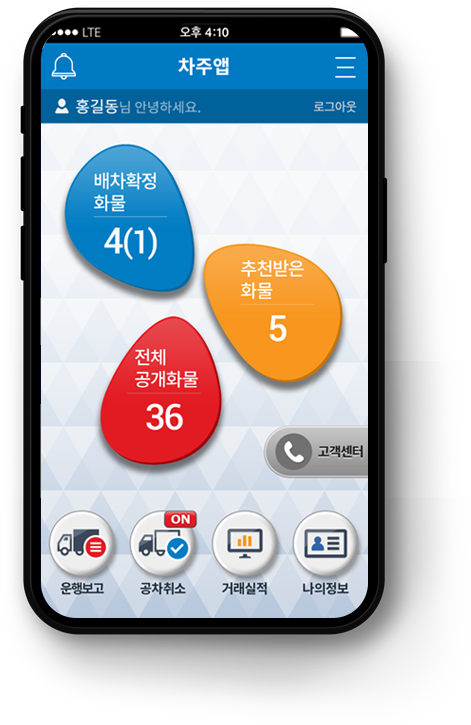 LTE 오후 4:10
차주앱
홍길동님 안녕하세요. 로그아웃
배차확정
화물
4(1)
추천받은
화물
5
전체
공개화물
36
고객센터
ON
운행보고 공차취소 거래실적 나의정보